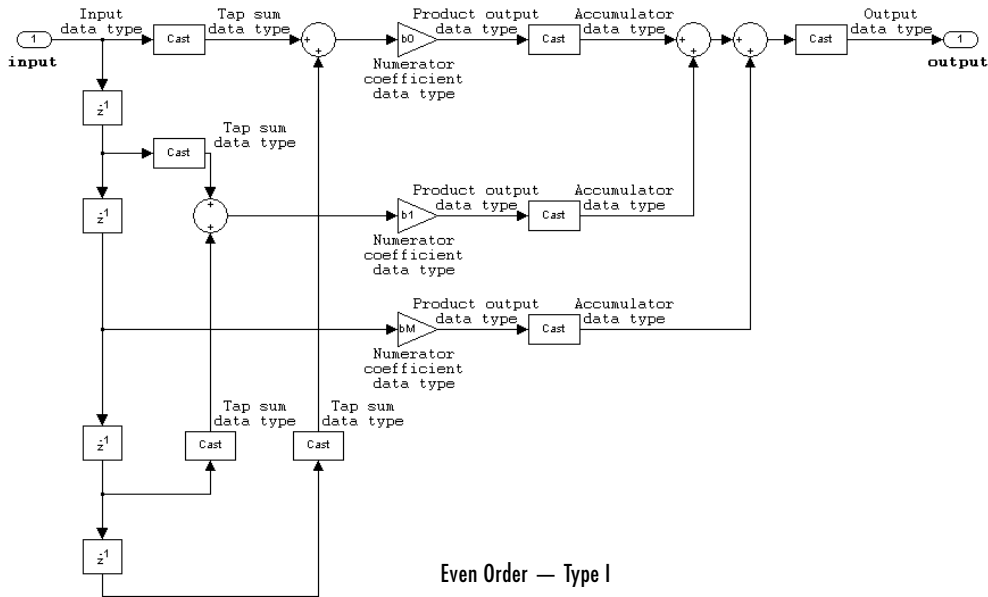 Input
data type
1
input
Cast
Tap sum
data type
+
+
b0
Numerator
coefficient
data type
Product output
data type
Cast
Accumulator
data type
+
+
+
+
Cast
Output
data type
1
output
z-1
Cast
Tap sum
data type
z-1
+
+
b1
Numerator
coefficient
data type
Product output
data type
Cast
Accumulator
data type
bM
Numerator
coefficient
data type
Product output
data type
Cast
Accumulator
data type
z-1
Cast
Tap sum
data type
Cast
Tap sum
data type
z-1
Even Order — Type I